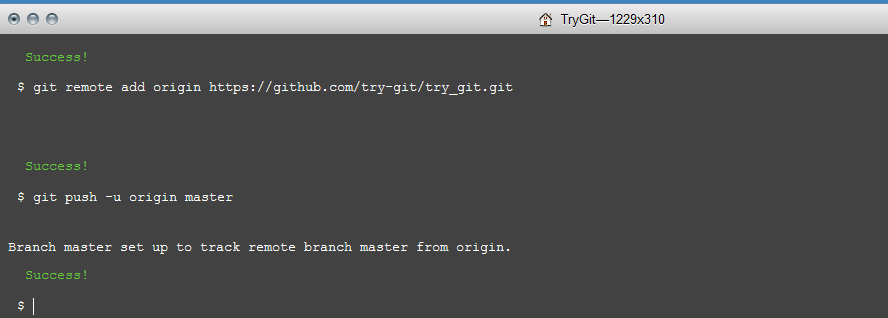 TryGit—1229x310
Success!
$ git remote add origin https://github.com/try-git/try_git.git
Success!
$ git push -u origin master
Branch master set up to track remote branch master from origin.
Success!
$